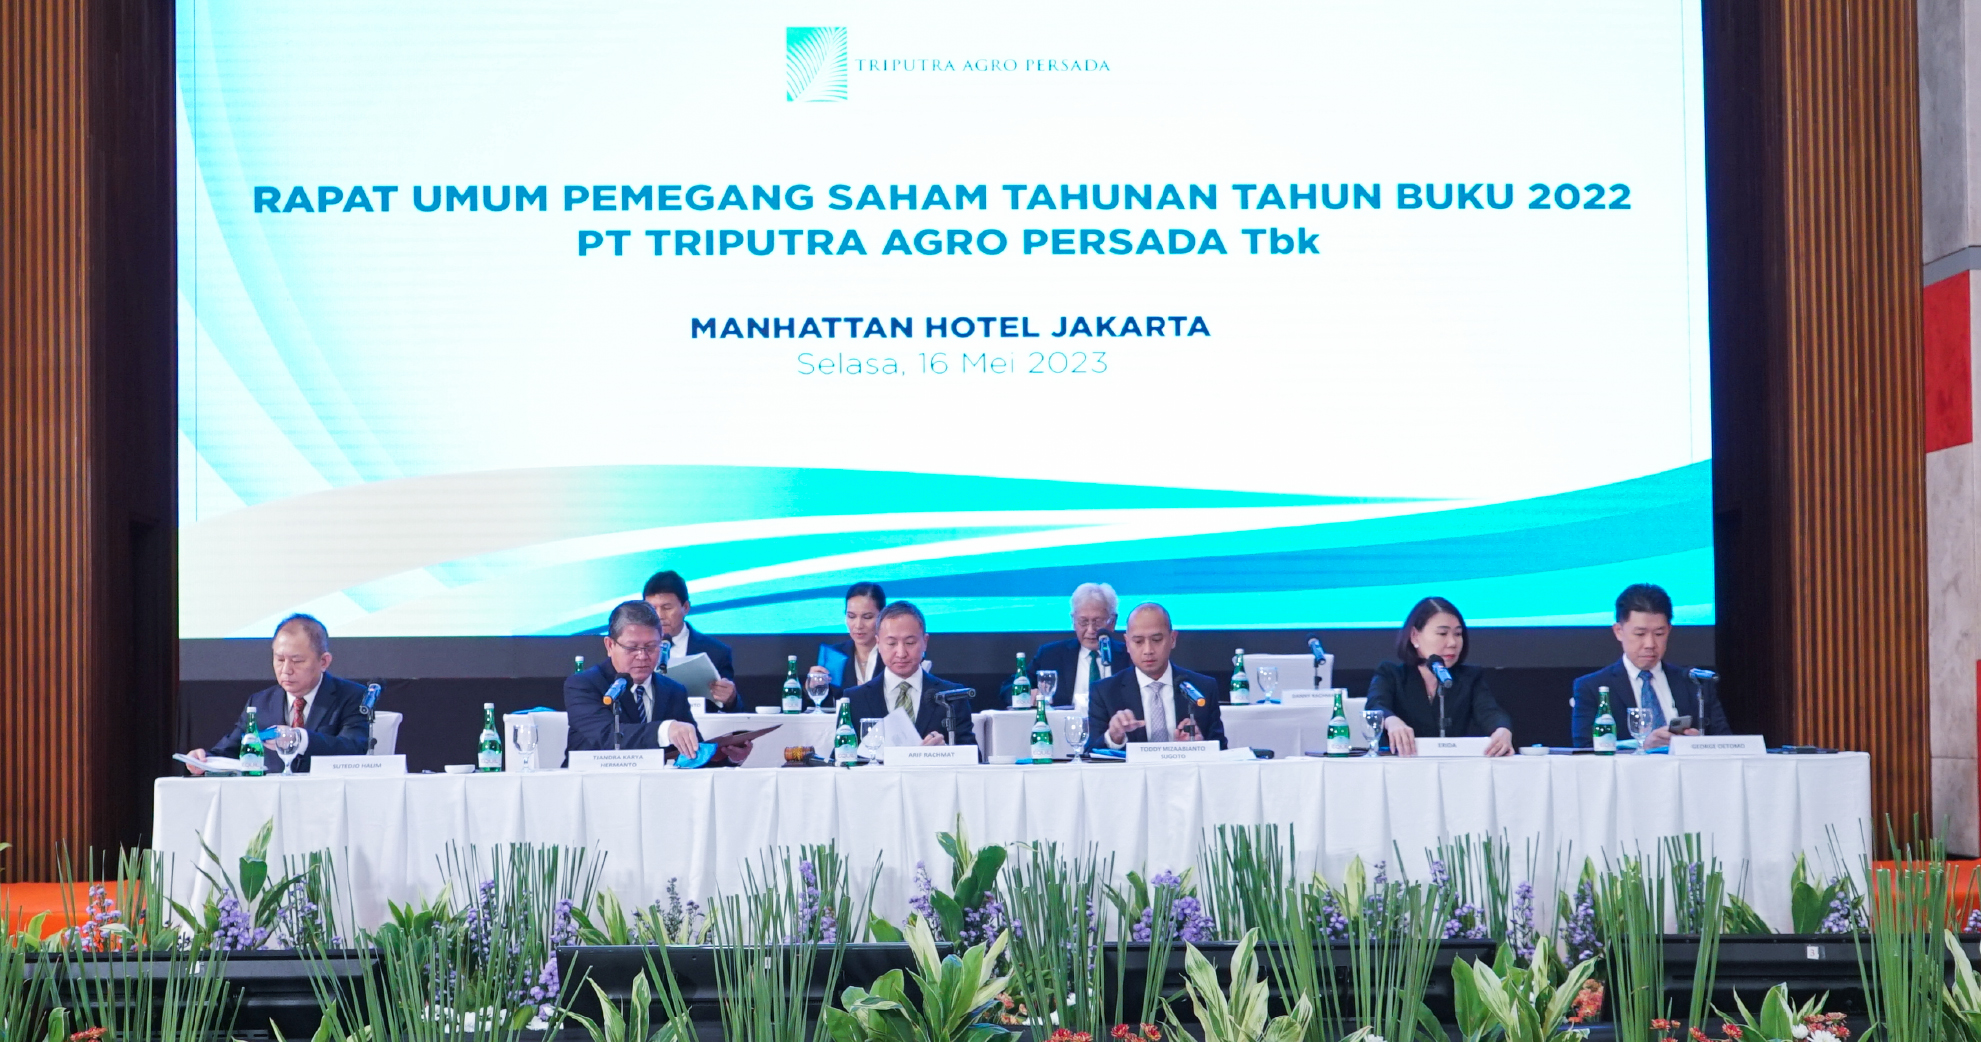 TRIPUTRA AGRO PERSADA
RAPAT UMUM PEMEGANG SAHAM TAHUNAN TAHUN BUKU 2022
PT TRIPUTRA AGRO PERSADA Tbk
MANHATTAN HOTEL JAKARTA
Selasa, 16 Mei 2023
SUTEDJO HALIM
TJANDRA KARYA
HERMANTO
ARIF RACHMAT
TODDY MIZAABIANTO
SUGOTO
ERIDA
GEORGE OETOMO